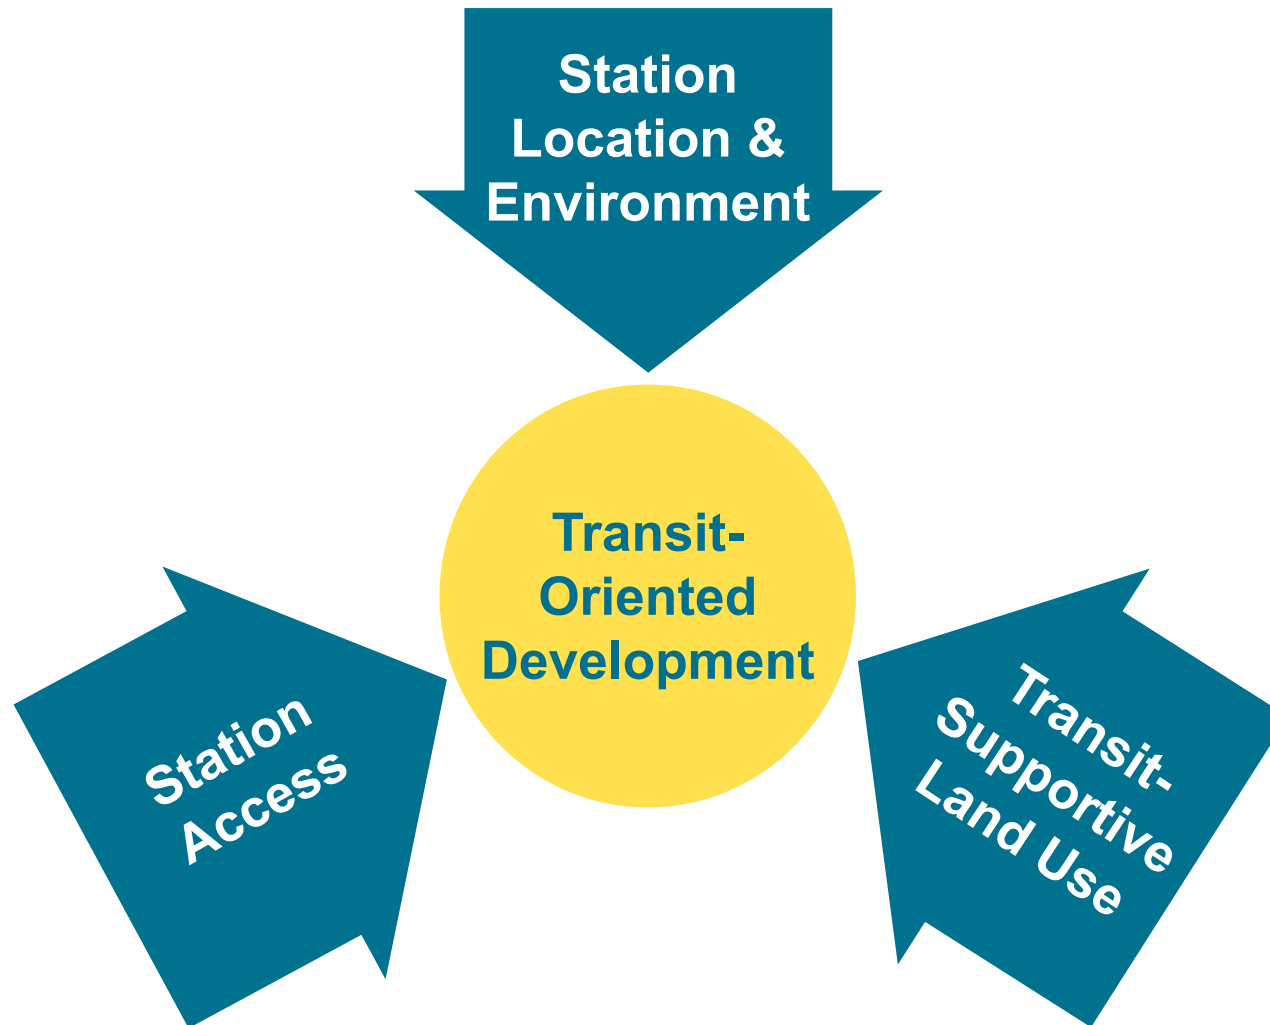 Station
Location &
Environment
Transit-
Oriented
Development
Station
Access
Transit-
Supportive
Land Use